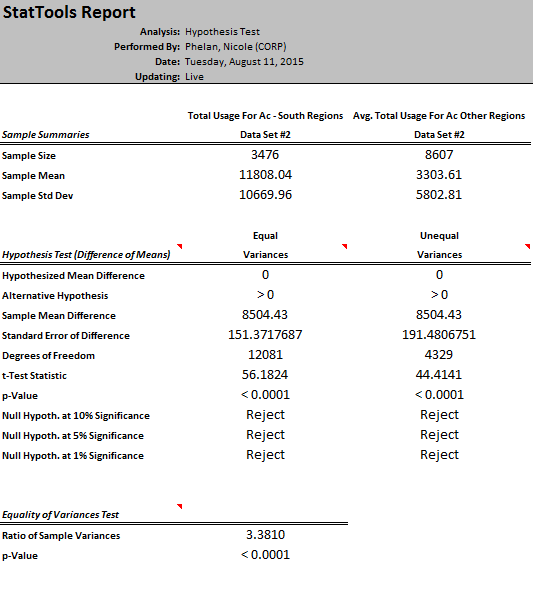 StatTools Report
Analysis: Hypothesis Test
Performed By: Phelan, Nicole (CORP)
Date: Tuesday, August 11, 2015
Updating: Live
Total Usage For Ac - South Regions Avg. Total Usage For Ac Other Regions
Sample Summaries Data Set #2 Data Set #2
Sample Size 3476 8607
Sample Mean 11808.04 3303.61
Sample Std Dev 10669.96 5802.81
Equal Unequal
Hypothesis Test (Difference of Means) Variances Variances
Hypothesized Mean Difference 0 0
Alternative Hypothesis > 0 > 0
Sample Mean Difference 8504.43 8504.43
Standard Error of Difference 151.3717687 191.4806751
Degrees of Freedom 12081 4329
t-Test Statistic 56.1824 44.4141
p-Value < 0.0001 < 0.0001
Null Hypoth. at 10% Significance Reject Reject
Null Hypoth. at 5% Significance Reject Reject
Null Hypoth. at 1% Significance Reject Reject
Equality of Variances Test
Ratio of Sample Variances 3.3810
p-Value < 0.0001